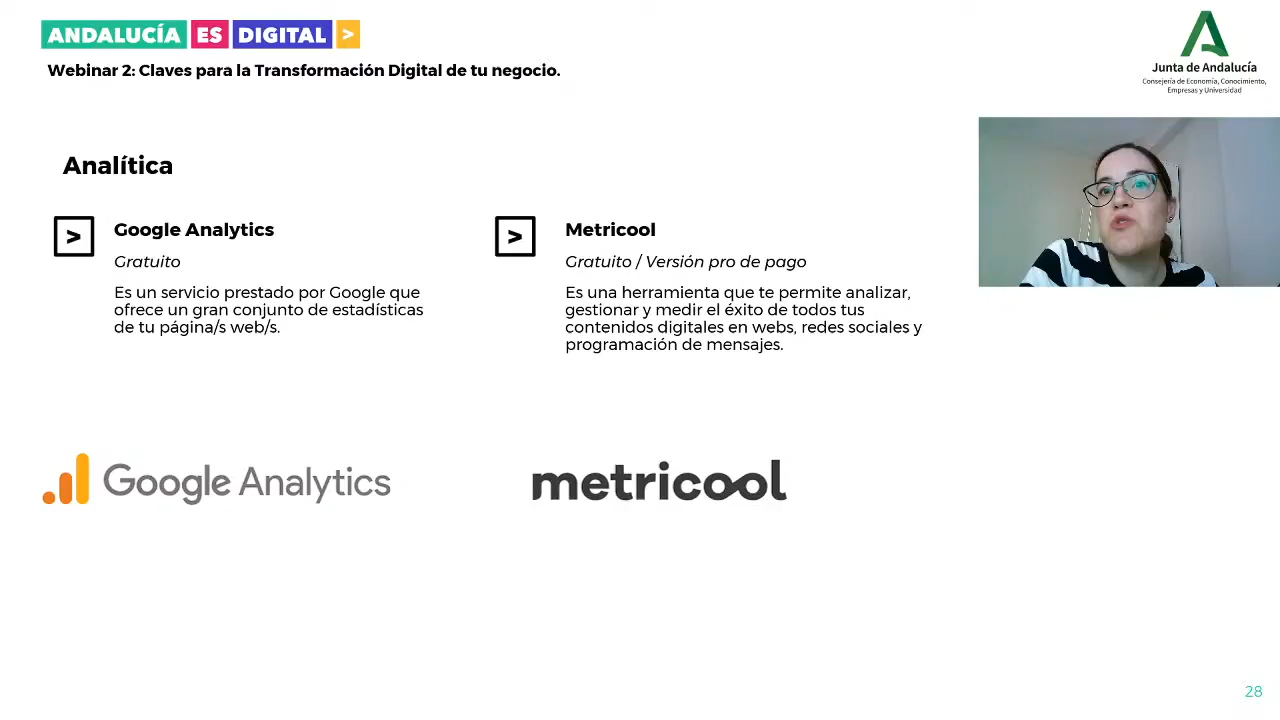 ANDALUCÍA ES DIGITAL >
Webinar 2: Claves para la Transformación Digital de tu negocio.
Junta de Andalucía
Consejería de Economía, Conocimiento,
Empresas y Universidad
Analítica
> Google Analytics
Gratuito
Es un servicio prestado por Google que
ofrece un gran conjunto de estadísticas
de tu página/s web/s.
> Metricool
Gratuito / Versión pro de pago
Es una herramienta que te permite analizar,
gestionar y medir el éxito de todos tus
contenidos digitales en webs, redes sociales y
programación de mensajes.
Google Analytics
metricool
28